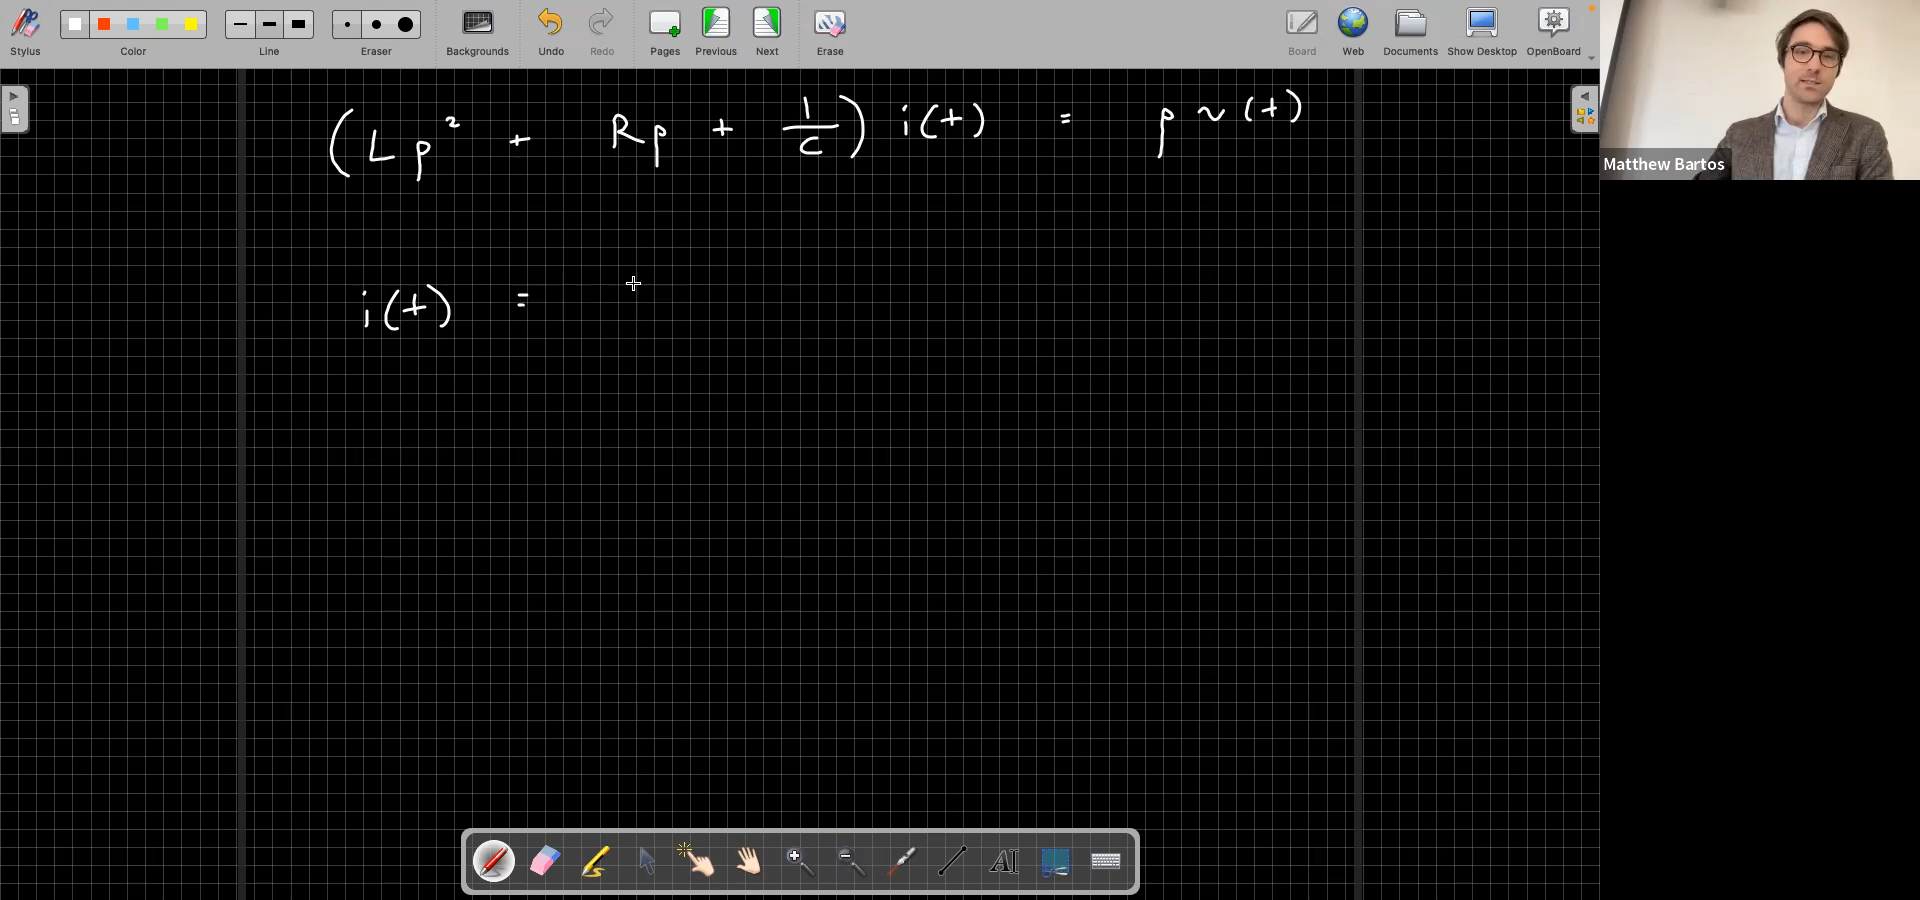 Stylus Color Line Eraser Backgrounds Undo Redo Pages Previous Next Erase Board Web Documents Show Desktop OpenBoard
(Lp² + Rp + 1/C) i(t) = p v(t)
Matthew Bartos
i(t) =
AI